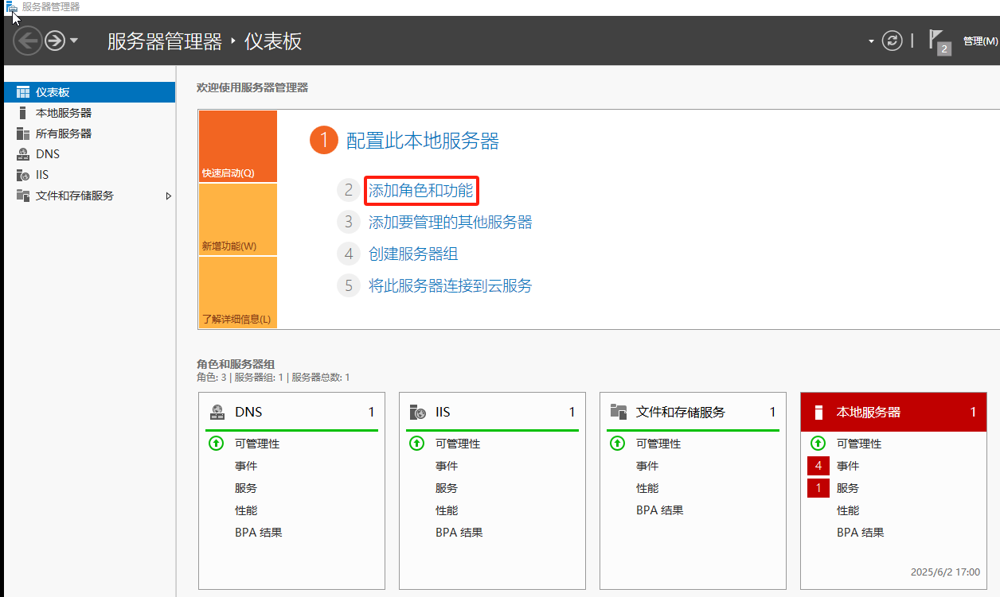 服务器管理器
服务器管理器 · 仪表板
2
管理(M)
仪表板
本地服务器
所有服务器
DNS
IIS
文件和存储服务
欢迎使用服务器管理器
快速启动(Q)
新增功能(W)
了解详细信息(L)
1 配置此本地服务器
2 添加角色和功能
3 添加要管理的其他服务器
4 创建服务器组
5 将此服务器连接到云服务
角色和服务器组
角色: 3 | 服务器组: 1 | 服务器总数: 1
DNS 1
可管理性
事件
服务
性能
BPA 结果
IIS 1
可管理性
事件
服务
性能
BPA 结果
文件和存储服务 1
可管理性
事件
性能
BPA 结果
本地服务器 1
可管理性
4 事件
1 服务
性能
BPA 结果
2025/6/2 17:00